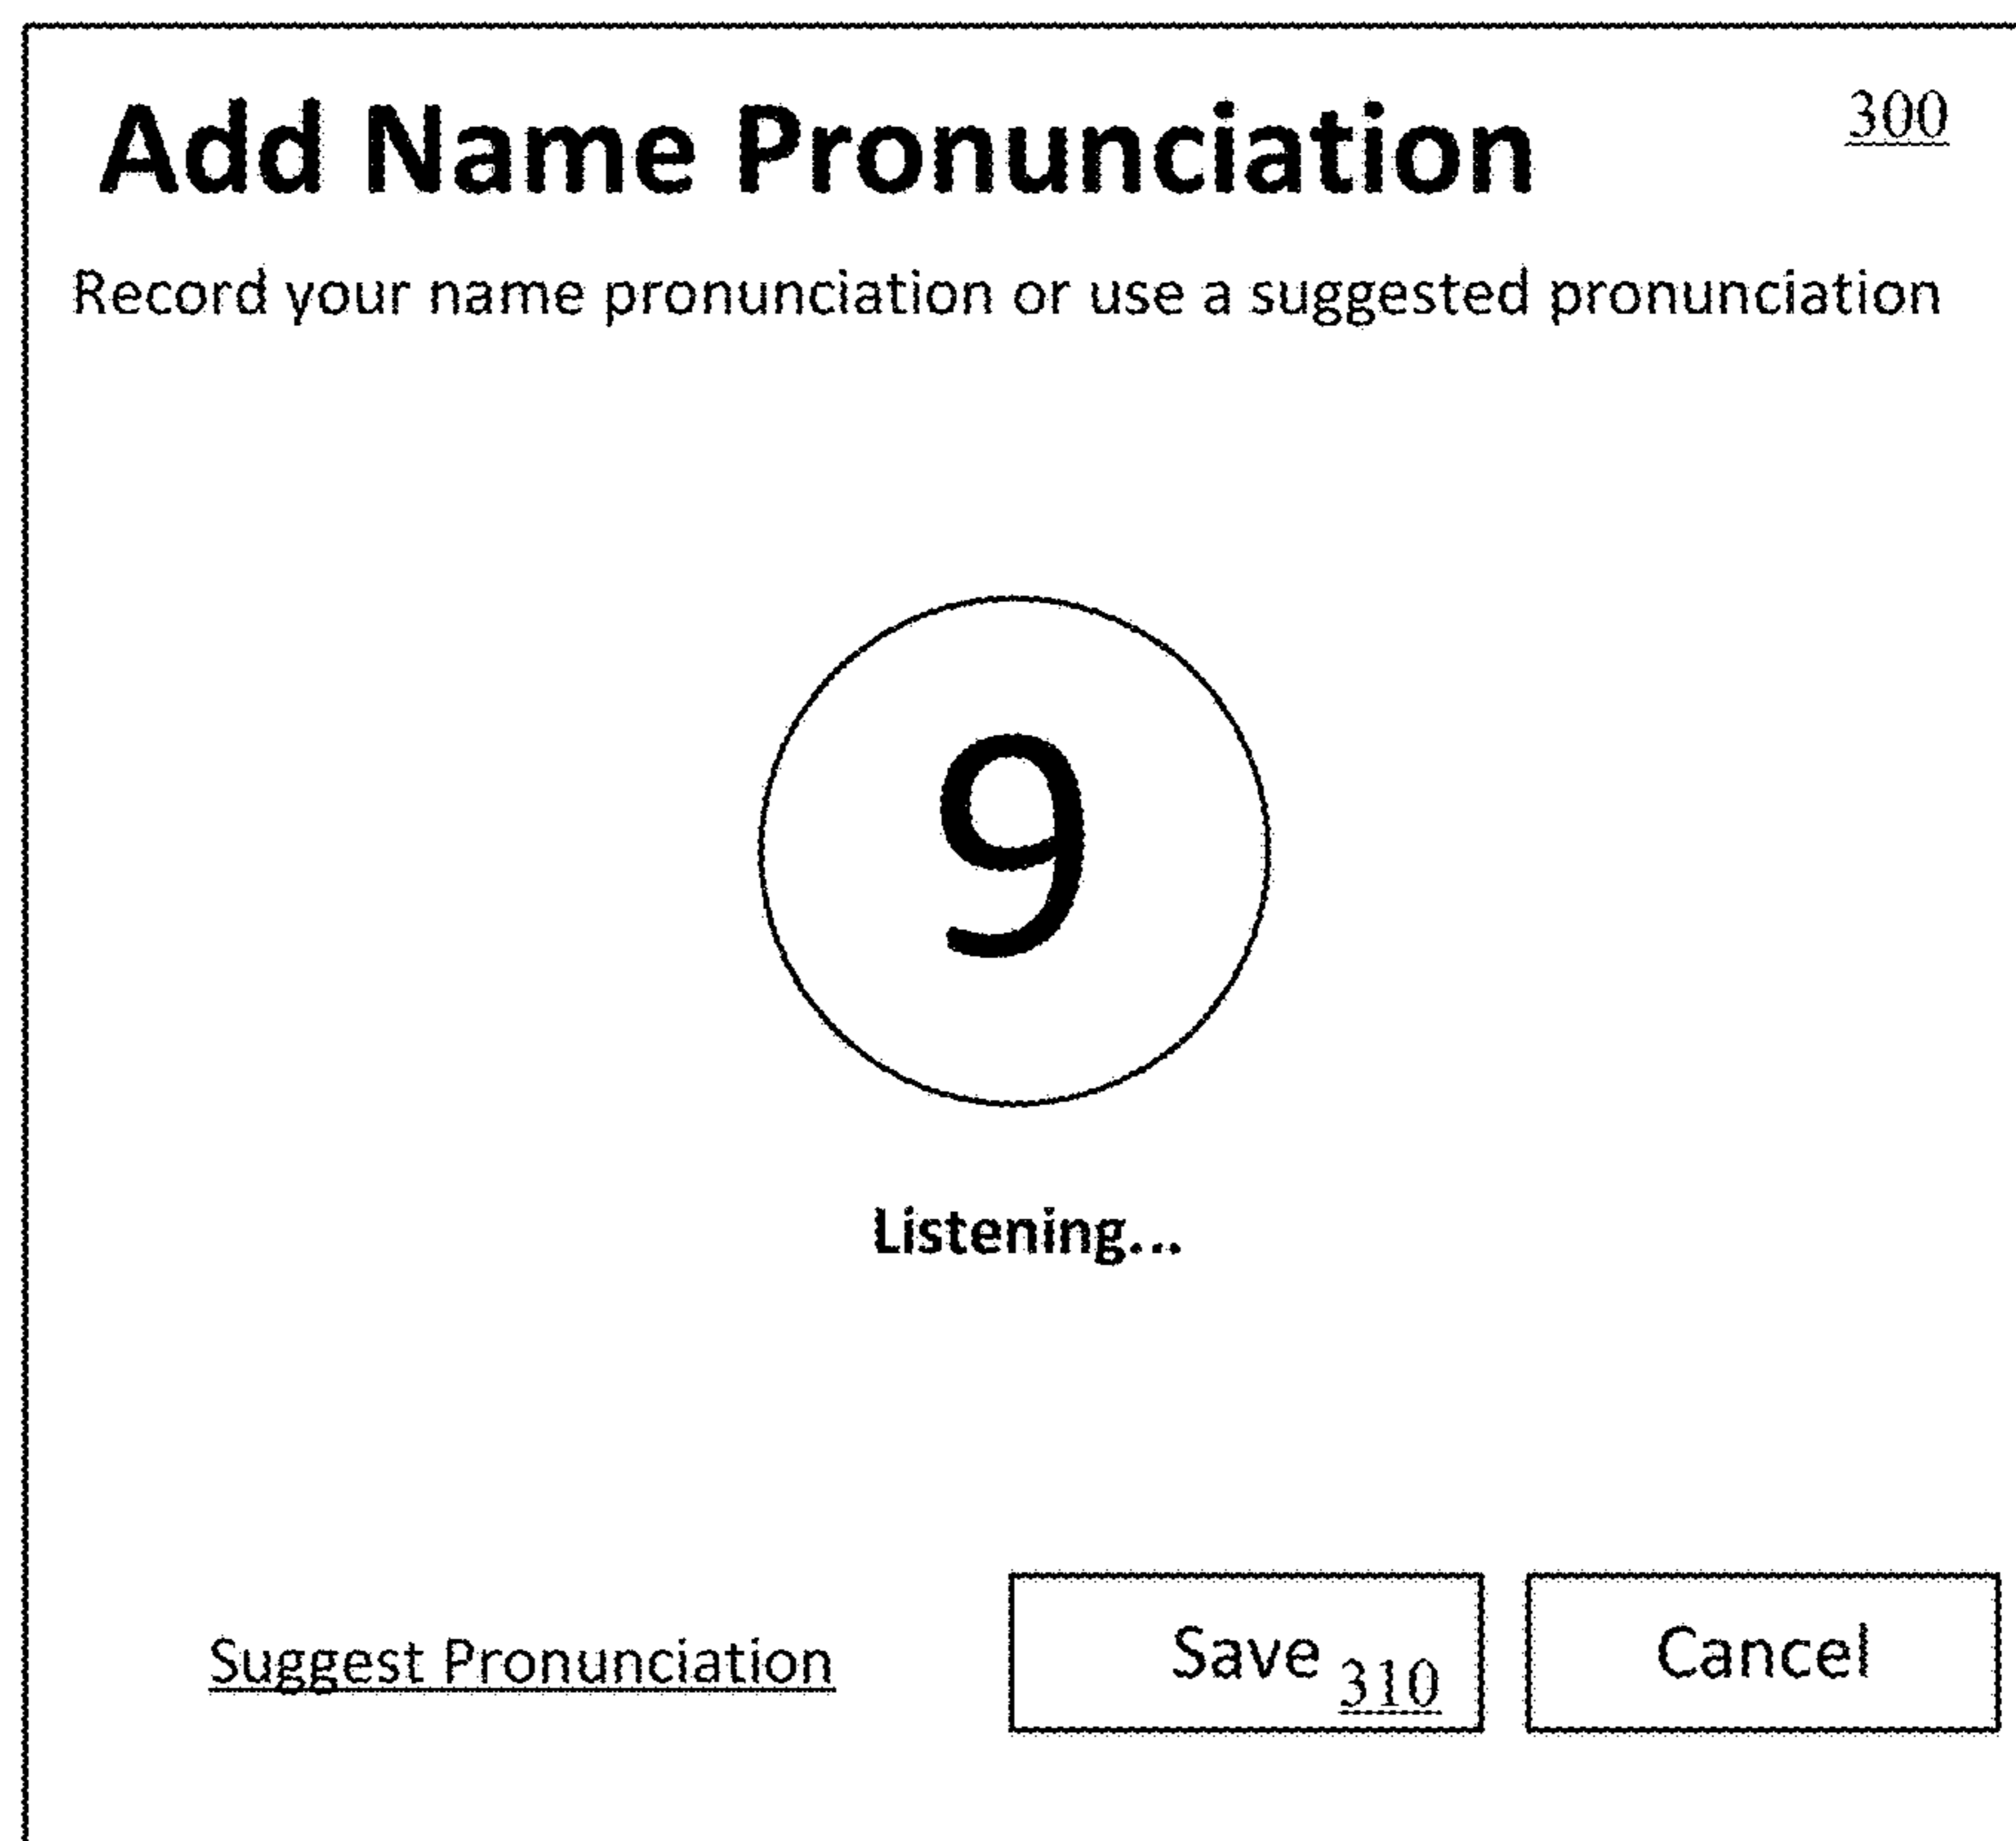 Add Name Pronunciation 300
Record your name pronunciation or use a suggested pronunciation
9
Listening...
Suggest Pronunciation Save 310 Cancel